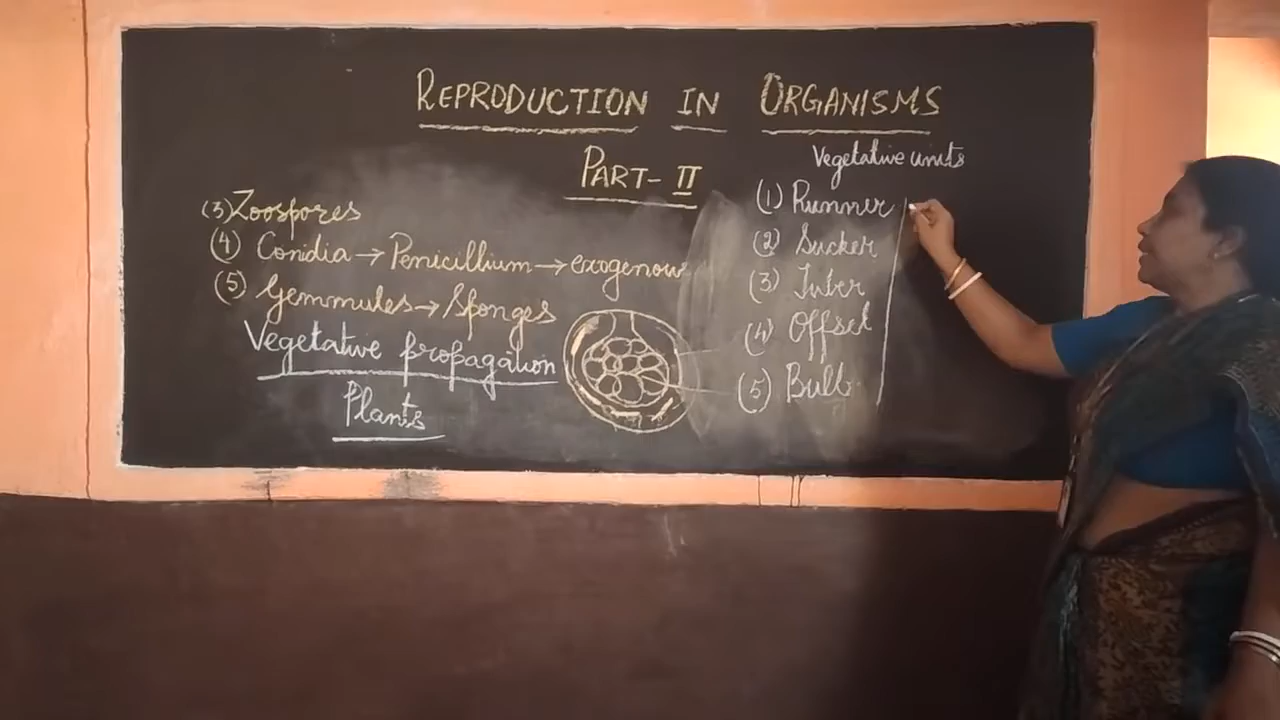 REPRODUCTION IN ORGANISMS
PART-II
(3) Zoospores
(4) Conidia → Penicillium → exogenous
(5) Gemmules → Sponges
Vegetative propagation
Plants
Vegetative units
(1) Runner
(2) Sucker
(3) Tuber
(4) Offset
(5) Bulb